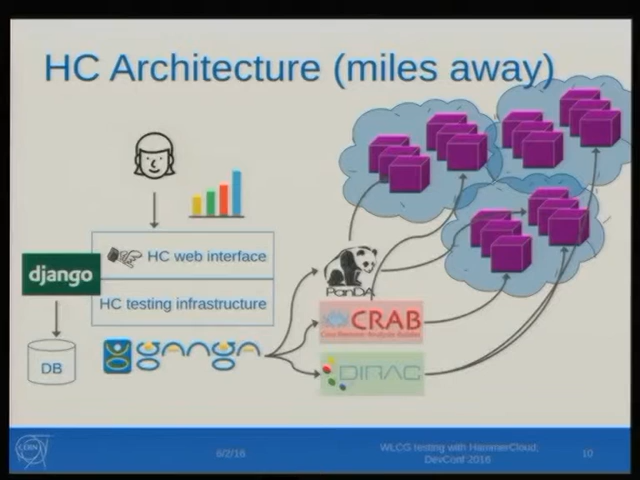 HC Architecture (miles away)
HC web interface
django
HC testing infrastructure
PanDA
CRAB
ganga
DB
DIRAC
CERN
6/2/16
WLCG testing with HammerCloud,
DevConf 2016
10